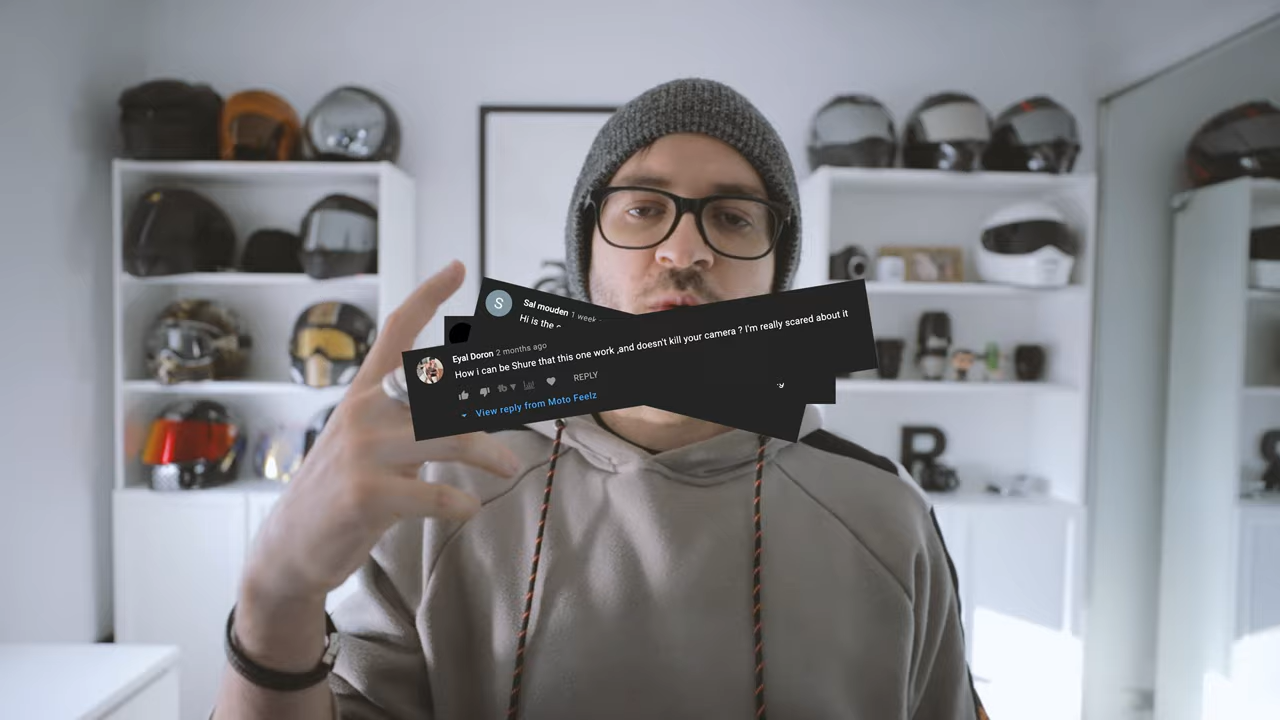 S
Sal mouden 1 week
Hi is the
Eyal Doron 2 months ago
How i can be Shure that this one work ,and doesn't kill your camera ? I'm really scared about it
REPLY
View reply from Moto Feelz
R